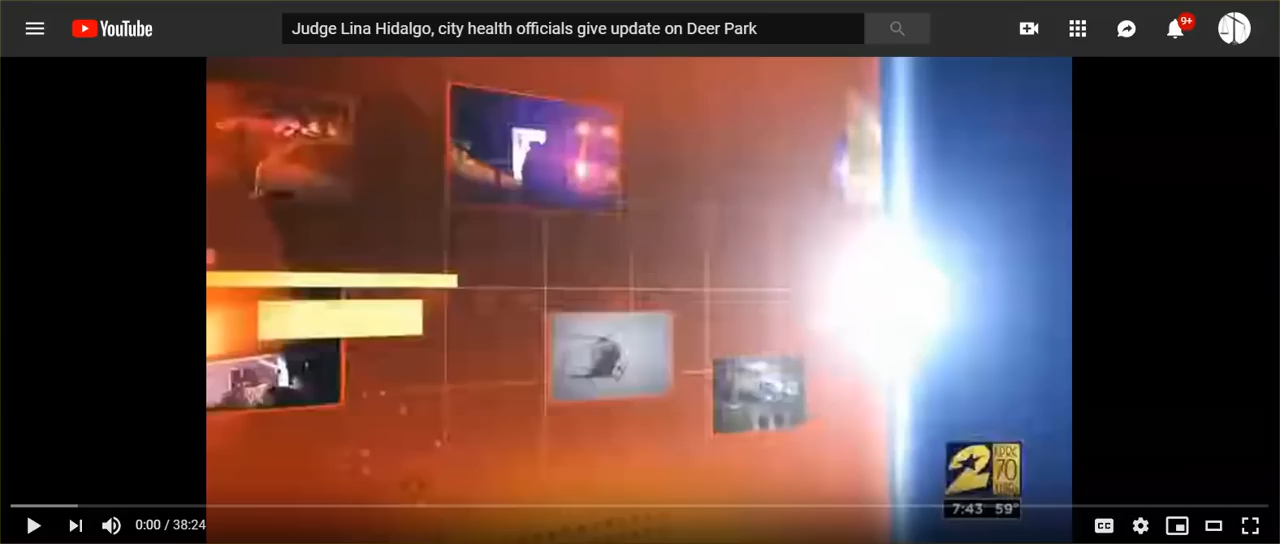 YouTube
Judge Lina Hidalgo, city health officials give update on Deer Park
9+
2
KPRC
70
7:43 59°
0:00 / 38:24
CC